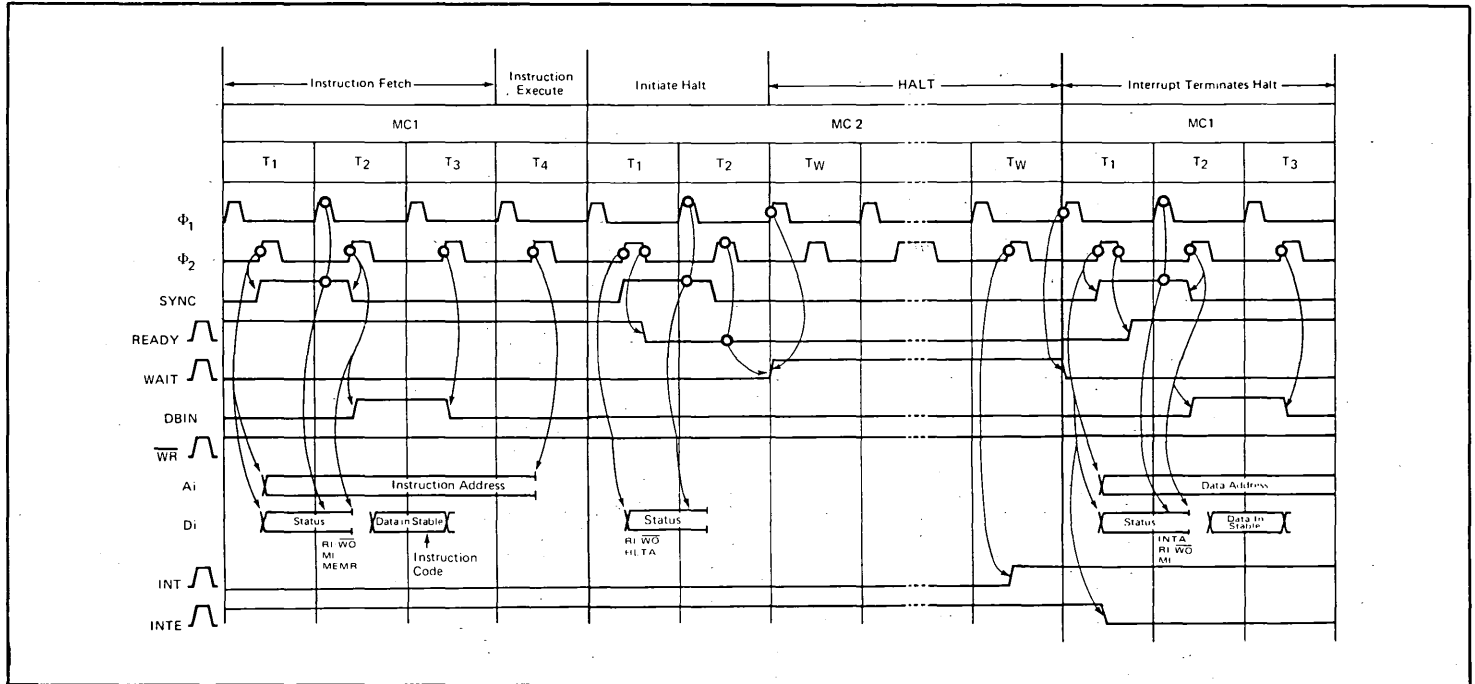 Instruction Fetch Instruction Execute Initiate Halt HALT Interrupt Terminates Halt
MC1 MC 2 MC1
T1 T2 T3 T4 T1 T2 TW TW T1 T2 T3
Φ1
Φ2
SYNC
READY
WAIT
DBIN
WR
Ai Instruction Address Data Address
Di Status Data in Stable Status Status Data In Stable
RI WO
MI
MEMR
Instruction
Code
RI WO
HLTA
INTA
RI WO
MI
INT
INTE